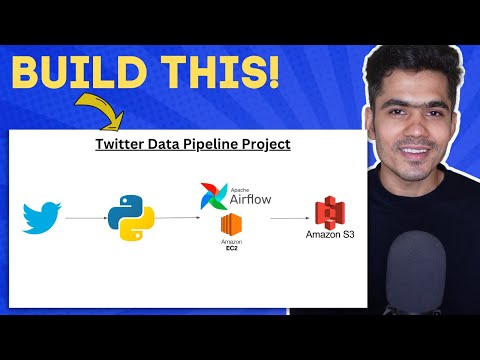 BUILD THIS!
Twitter Data Pipeline Project
Apache
Airflow
Amazon
EC2
Amazon S3